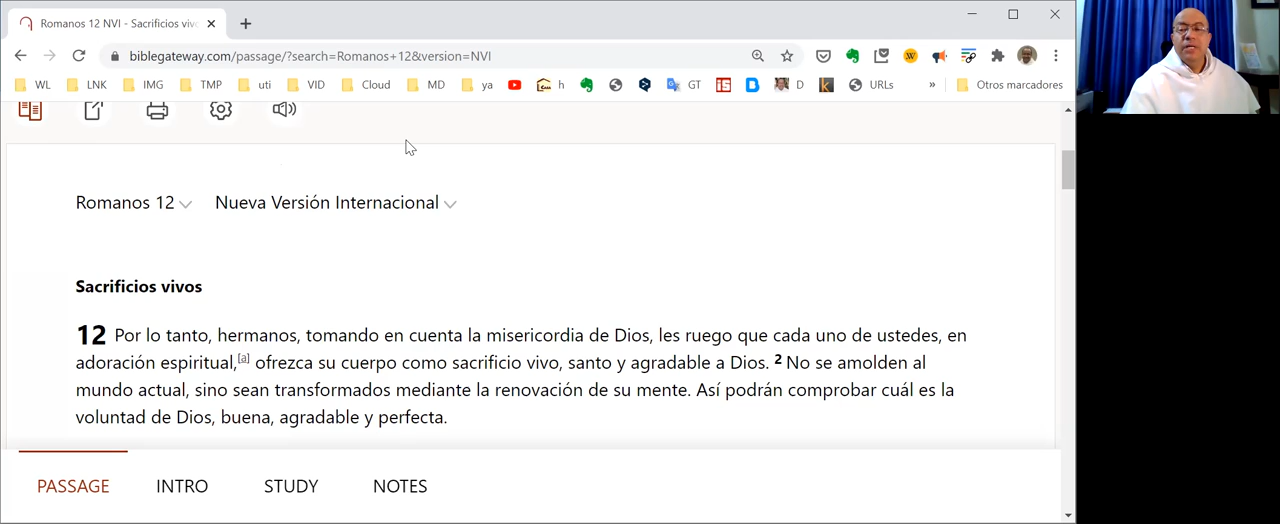 Romanos 12 NVI - Sacrificios viv
biblegateway.com/passage/?search=Romanos+12&version=NVI
WL LNK IMG TMP uti VID Cloud MD ya h GT D URLs » Otros marcadores
Romanos 12 Nueva Versión Internacional
Sacrificios vivos
12 Por lo tanto, hermanos, tomando en cuenta la misericordia de Dios, les ruego que cada uno de ustedes, en
adoración espiritual,[a] ofrezca su cuerpo como sacrificio vivo, santo y agradable a Dios. 2 No se amolden al
mundo actual, sino sean transformados mediante la renovación de su mente. Así podrán comprobar cuál es la
voluntad de Dios, buena, agradable y perfecta.
PASSAGE INTRO STUDY NOTES